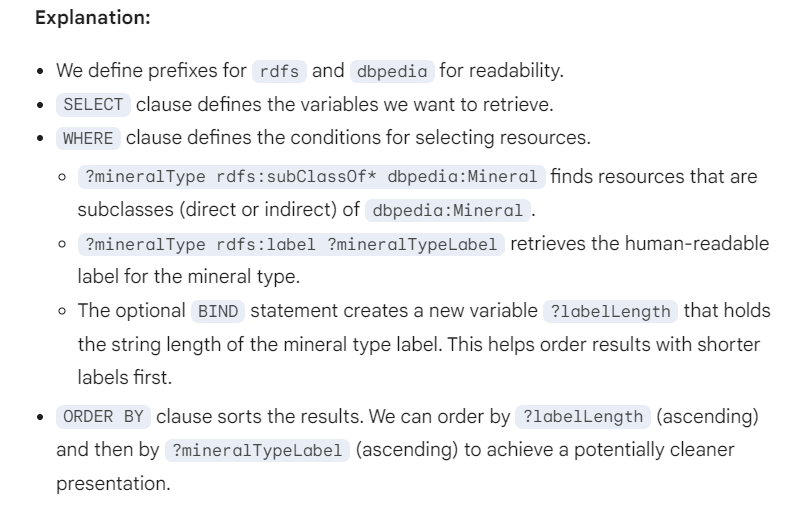 Explanation:
• We define prefixes for rdfs and dbpedia for readability.
• SELECT clause defines the variables we want to retrieve.
• WHERE clause defines the conditions for selecting resources.
◦ ?mineralType rdfs:subClassOf* dbpedia:Mineral finds resources that are
subclasses (direct or indirect) of dbpedia:Mineral.
◦ ?mineralType rdfs:label ?mineralTypeLabel retrieves the human-readable
label for the mineral type.
◦ The optional BIND statement creates a new variable ?labelLength that holds
the string length of the mineral type label. This helps order results with shorter
labels first.
• ORDER BY clause sorts the results. We can order by ?labelLength (ascending)
and then by ?mineralTypeLabel (ascending) to achieve a potentially cleaner
presentation.